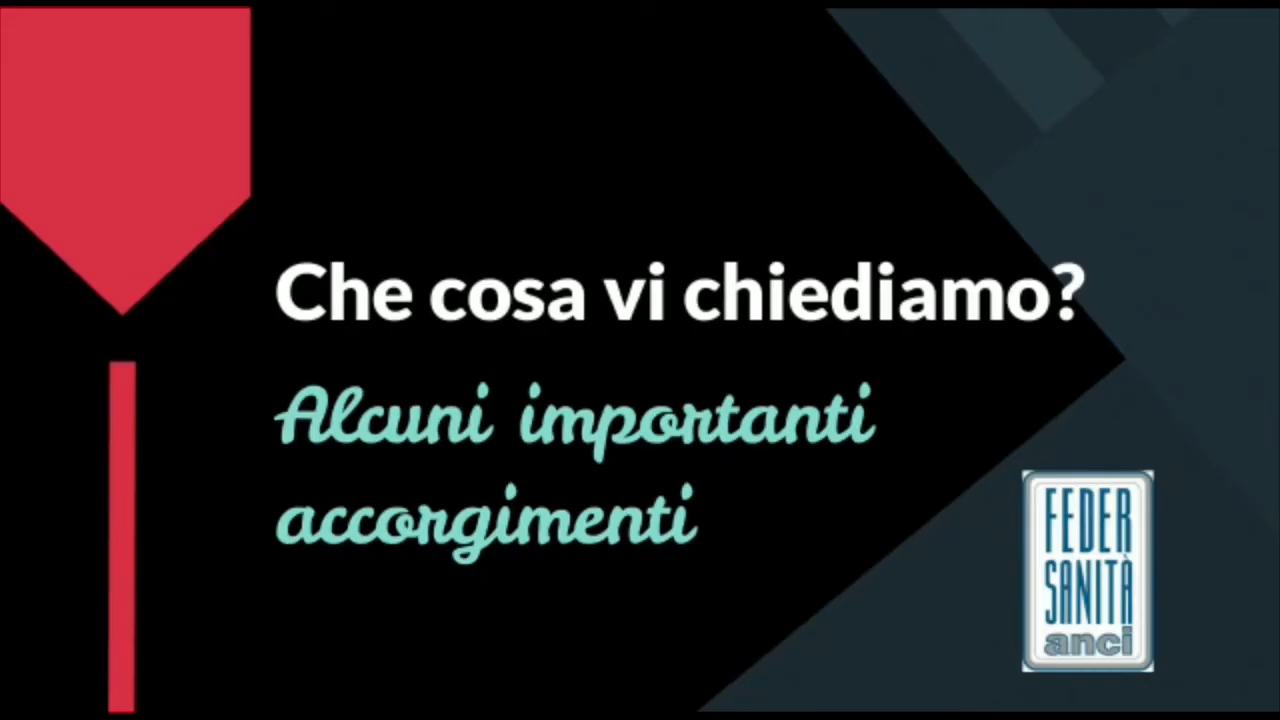 Che cosa vi chiediamo?
Alcuni importanti
accorgimenti
FEDER
SANITÀ
anci